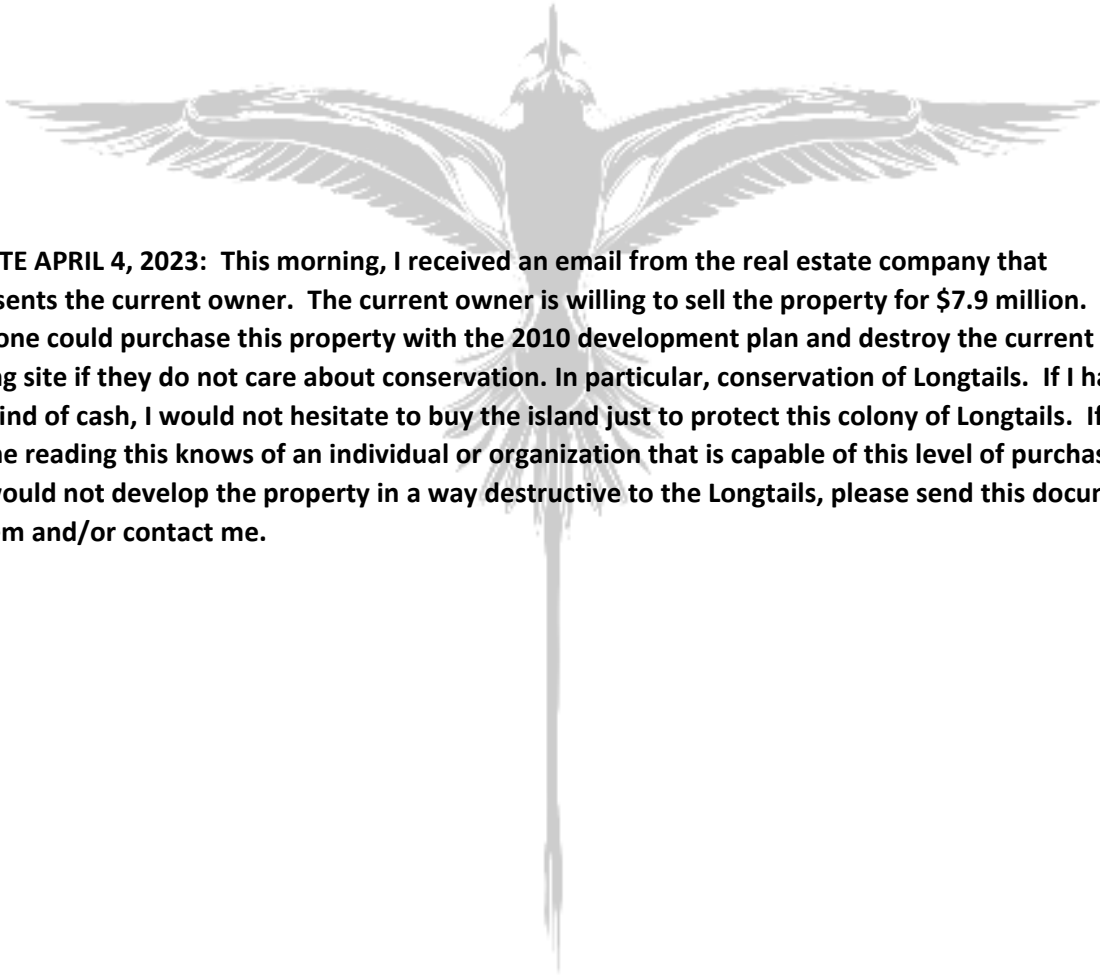 TE APRIL 4, 2023:  This morning, I received an email from the real estate company that
sents the current owner.  The current owner is willing to sell the property for $7.9 million.
one could purchase this property with the 2010 development plan and destroy the current
ng site if they do not care about conservation. In particular, conservation of Longtails.  If I ha
ind of cash, I would not hesitate to buy the island just to protect this colony of Longtails.  If
ne reading this knows of an individual or organization that is capable of this level of purchas
would not develop the property in a way destructive to the Longtails, please send this docum
em and/or contact me.